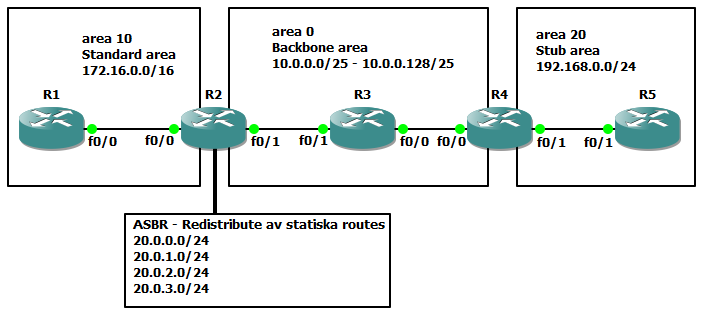 area 10
Standard area
172.16.0.0/16
area 0
Backbone area
10.0.0.0/25 - 10.0.0.128/25
area 20
Stub area
192.168.0.0/24
R1
R2
R3
R4
R5
f0/0
f0/0
f0/1
f0/1
f0/0
f0/0
f0/1
f0/1
ASBR - Redistribute av statiska routes
20.0.0.0/24
20.0.1.0/24
20.0.2.0/24
20.0.3.0/24